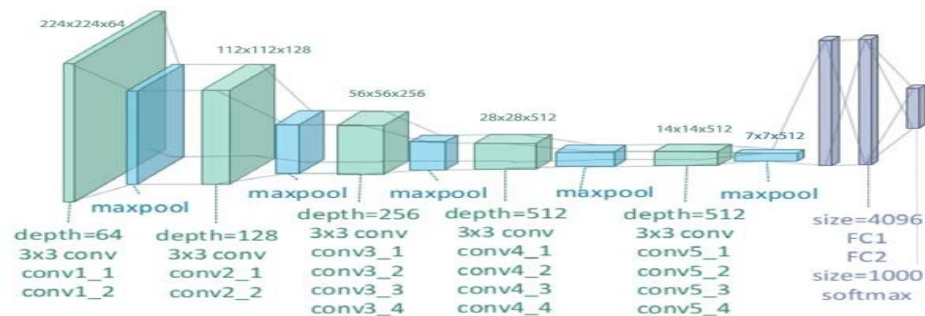 224x224x64
112x112x128
56x56x256
28x28x512
14x14x512
7x7x512
maxpool
maxpool
maxpool
maxpool
maxpool
depth=64
3x3 conv
conv1_1
conv1_2
depth=128
3x3 conv
conv2_1
conv2_2
depth=256
3x3 conv
conv3_1
conv3_2
conv3_3
conv3_4
depth=512
3x3 conv
conv4_1
conv4_2
conv4_3
conv4_4
depth=512
3x3 conv
conv5_1
conv5_2
conv5_3
conv5_4
size=4096
FC1
FC2
size=1000
softmax